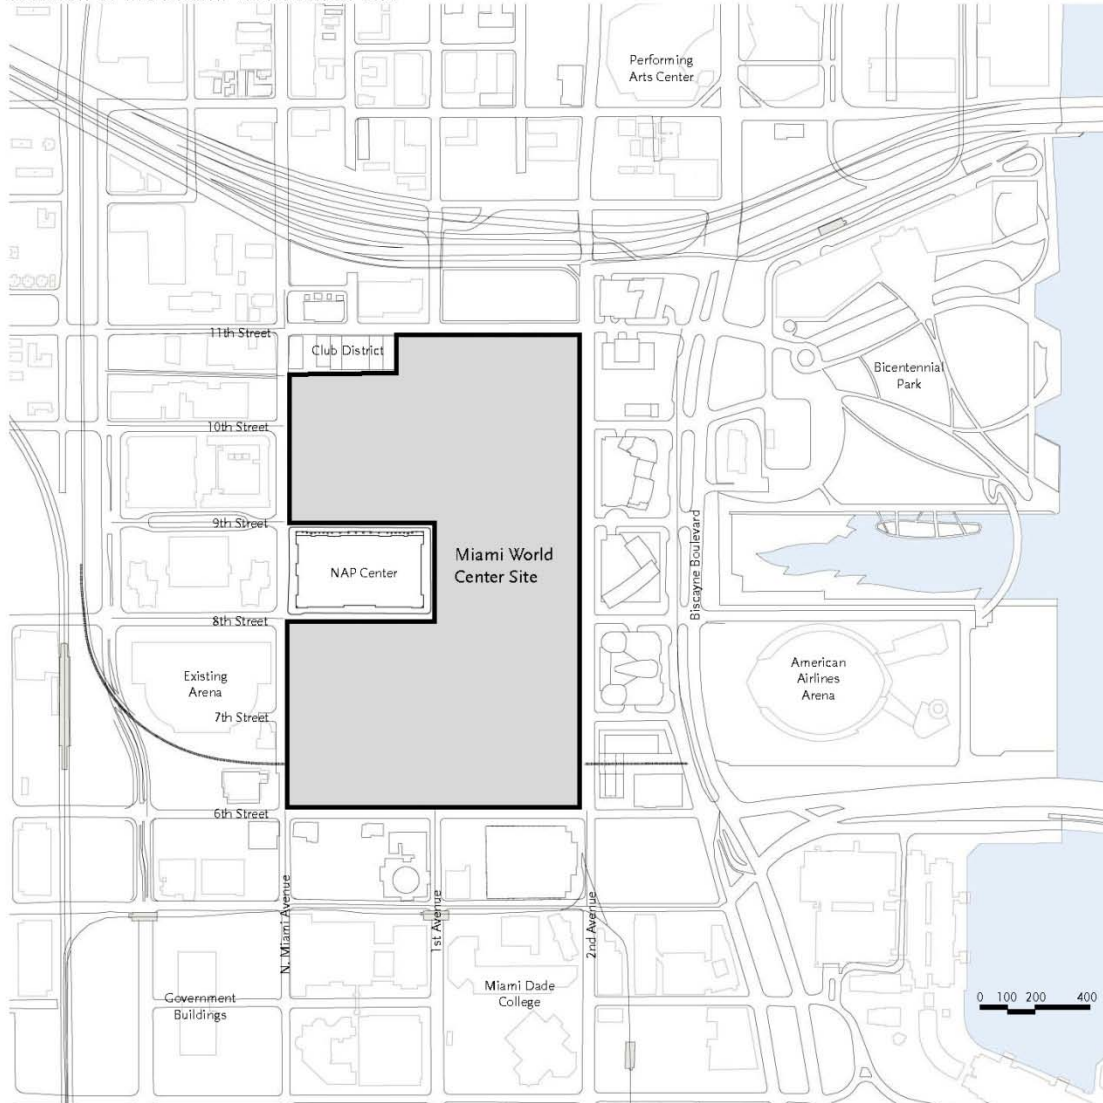 Performing
Arts Center
11th Street
Club District
Bicentennial
Park
10th Street
9th Street
Miami World
Center Site
NAP Center
Biscayne Boulevard
8th Street
Existing
Arena
American
Airlines
Arena
7th Street
6th Street
N. Miami Avenue
1st Avenue
2nd Avenue
Miami Dade
College
Government
Buildings
0 100 200 400